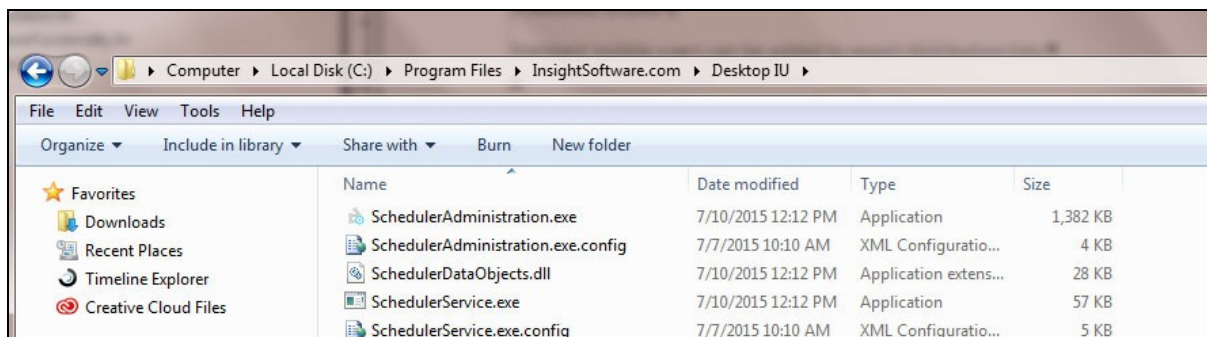 Computer Local Disk (C:) Program Files InsightSoftware.com Desktop IU
File Edit View Tools Help
Organize Include in library Share with Burn New folder
Favorites
Downloads
Recent Places
Timeline Explorer
Creative Cloud Files
Name Date modified Type Size
SchedulerAdministration.exe 7/10/2015 12:12 PM Application 1,382 KB
SchedulerAdministration.exe.config 7/7/2015 10:10 AM XML Configuratio... 4 KB
SchedulerDataObjects.dll 7/10/2015 12:12 PM Application extens... 28 KB
SchedulerService.exe 7/10/2015 12:12 PM Application 57 KB
SchedulerService.exe.config 7/7/2015 10:10 AM XML Configuratio... 5 KB